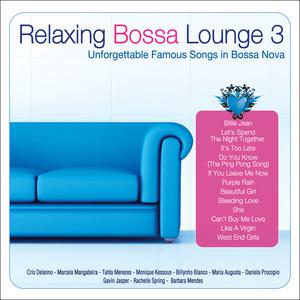 Relaxing Bossa Lounge 3
Unforgettable Famous Songs in Bossa Nova
Billie Jean
Let's Spend
The Night Together
It's Too Late
Do You Know
(The Ping Pong Song)
If You Leave Me Now
Purple Rain
Beautiful Girl
Bleeding Love
She
Can't Buy Me Love
Like A Virgin
West End Girls
Cris Delanno - Marcela Mangabeira - Tahta Menezes - Monique Kessous - Billynho Blanco - Maria Augusta - Daniela Procopio
Gavin Jasper - Rachelle Spring - Barbara Mendes